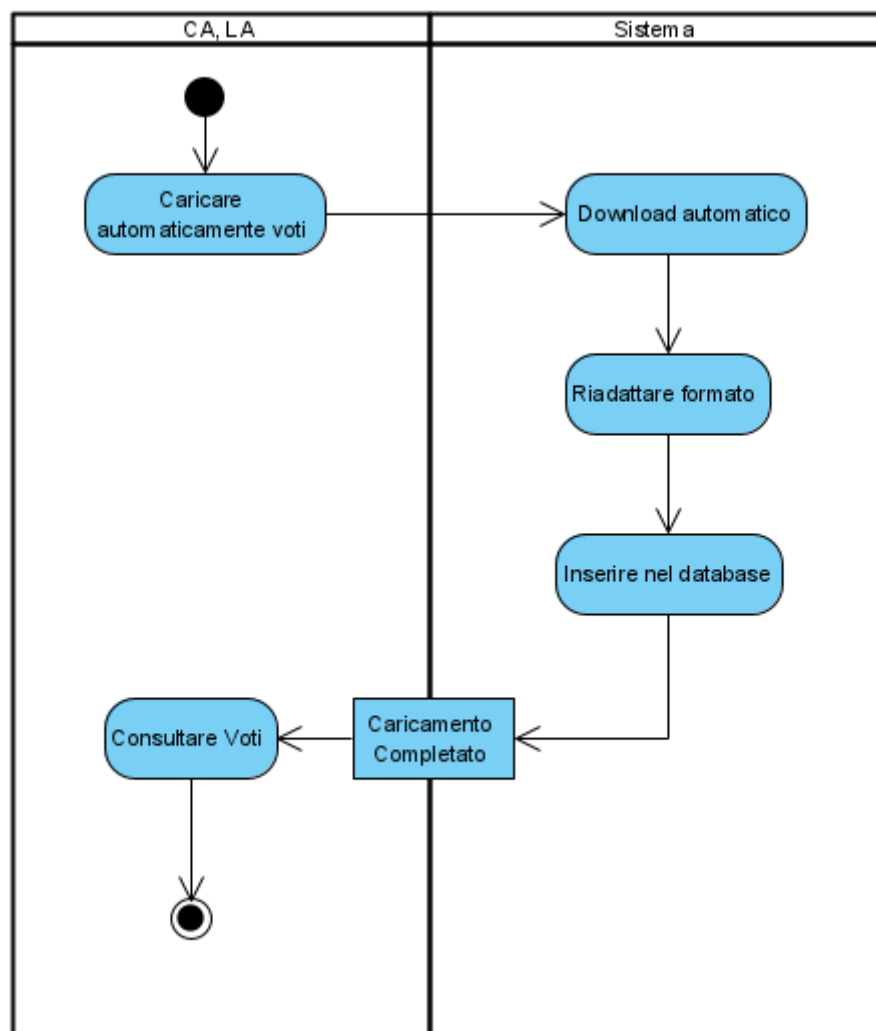 CA, LA
Sistema
Caricare
automaticamente voti
Download automatico
Riadattare formato
Inserire nel database
Caricamento
Completato
Consultare Voti